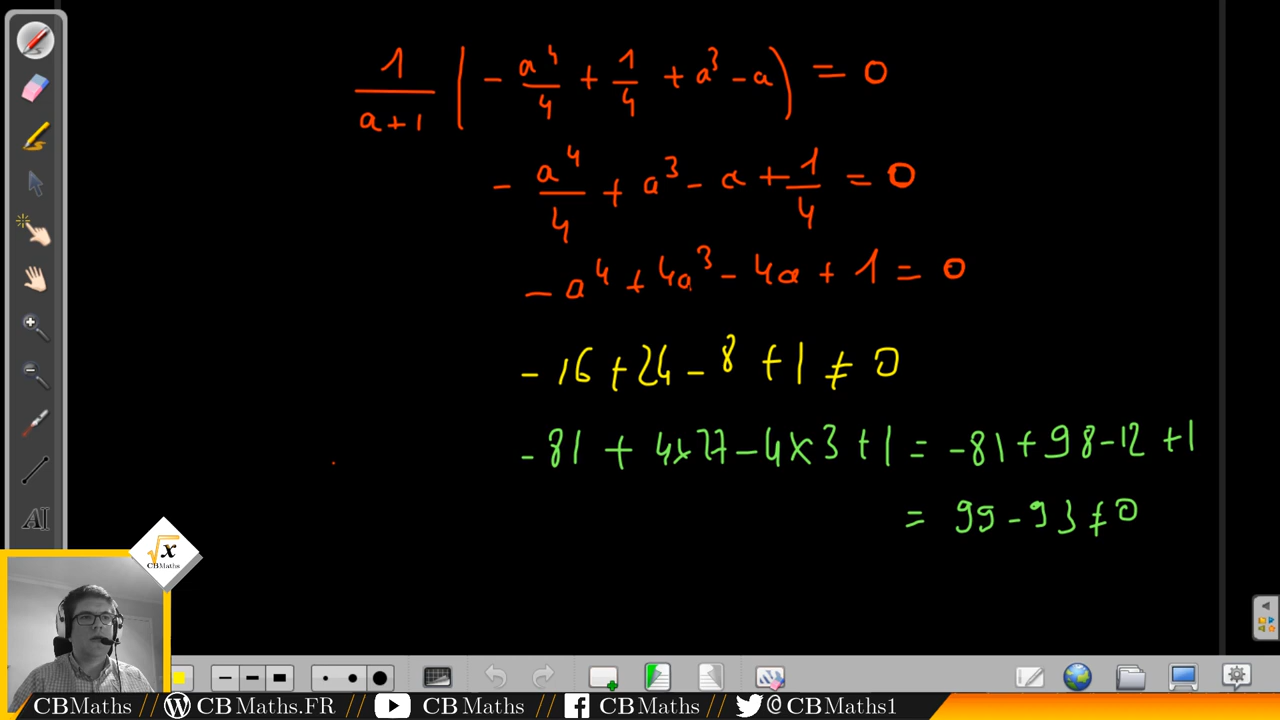 1/(a+1) ( - a⁴/4 + 1/4 + a³ - a ) = 0
- a⁴/4 + a³ - a + 1/4 = 0
- a⁴ + 4a³ - 4a + 1 = 0
- 16 + 24 - 8 + 1 ≠ 0
- 81 + 4×27 - 4×3 + 1 = - 81 + 98 - 12 + 1
= 99 - 93 ≠ 0
AI
√x
CBMaths
CBMaths CBMaths.FR CBMaths CBMaths @CBMaths1